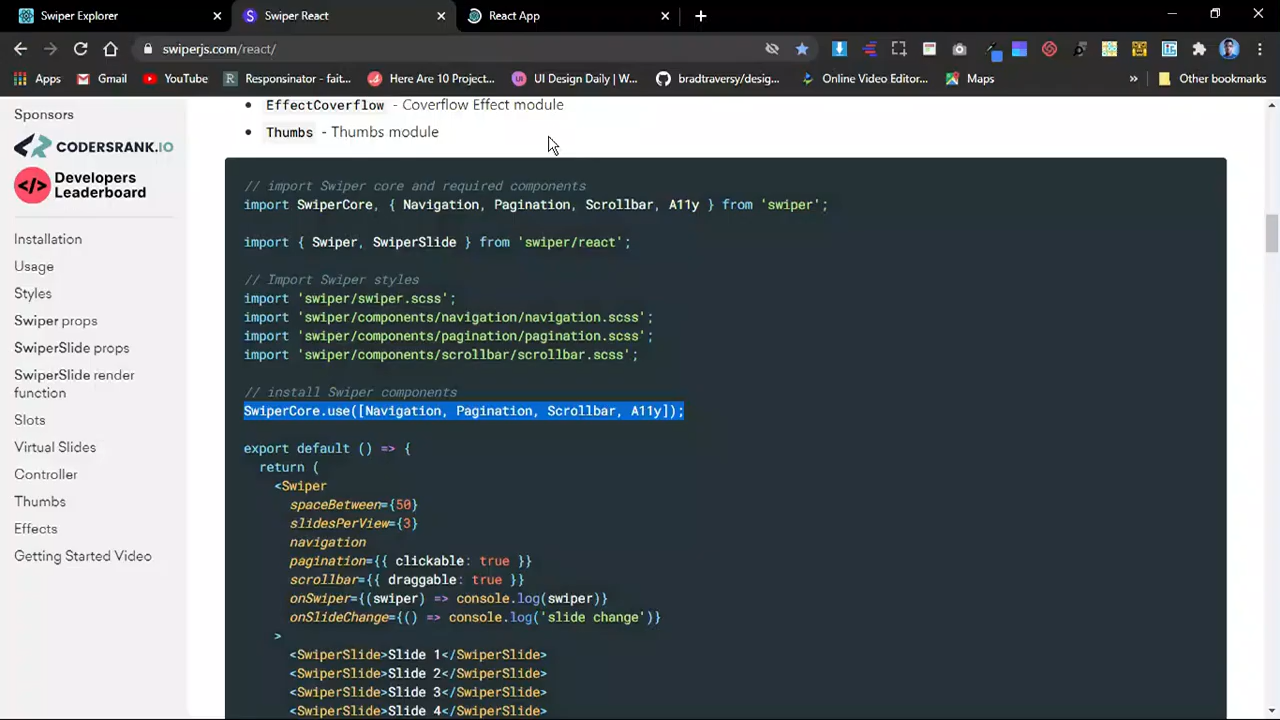 Swiper Explorer
Swiper React
React App
swiperjs.com/react/
Apps
Gmail
YouTube
Responsinator - fait...
Here Are 10 Project...
UI Design Daily | W...
bradtraversy/desig...
Online Video Editor...
Maps
»
Other bookmarks
Sponsors
CODERSRANK.IO
Developers
Leaderboard
Installation
Usage
Styles
Swiper props
SwiperSlide props
SwiperSlide render
function
Slots
Virtual Slides
Controller
Thumbs
Effects
Getting Started Video
• EffectCoverflow - Coverflow Effect module
• Thumbs - Thumbs module
// import Swiper core and required components
import SwiperCore, { Navigation, Pagination, Scrollbar, A11y } from 'swiper';
import { Swiper, SwiperSlide } from 'swiper/react';
// Import Swiper styles
import 'swiper/swiper.scss';
import 'swiper/components/navigation/navigation.scss';
import 'swiper/components/pagination/pagination.scss';
import 'swiper/components/scrollbar/scrollbar.scss';
// install Swiper components
SwiperCore.use([Navigation, Pagination, Scrollbar, A11y]);
export default () => {
return (
<Swiper
spaceBetween={50}
slidesPerView={3}
navigation
pagination={{ clickable: true }}
scrollbar={{ draggable: true }}
onSwiper={(swiper) => console.log(swiper)}
onSlideChange={() => console.log('slide change')}
>
<SwiperSlide>Slide 1</SwiperSlide>
<SwiperSlide>Slide 2</SwiperSlide>
<SwiperSlide>Slide 3</SwiperSlide>
<SwiperSlide>Slide 4</SwiperSlide>